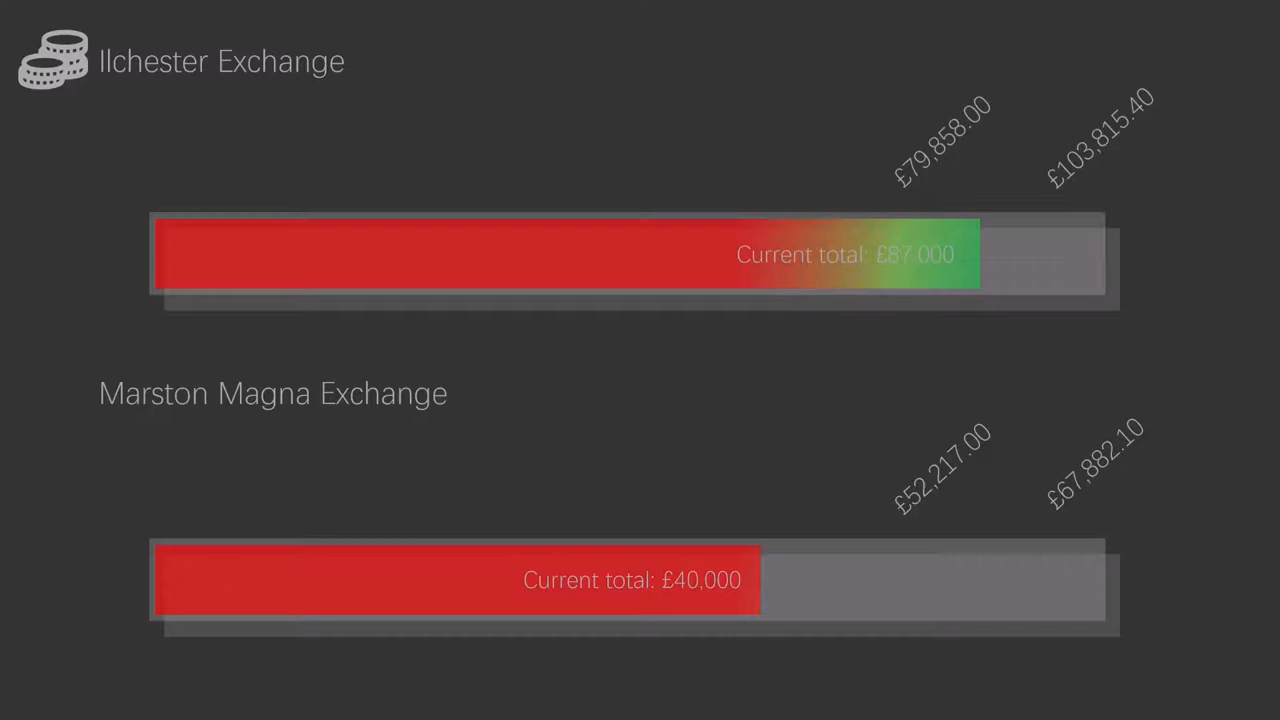 Ilchester Exchange
£79,858.00
£103,815.40
Current total: £87,000
Marston Magna Exchange
£52,217.00
£67,882.10
Current total: £40,000